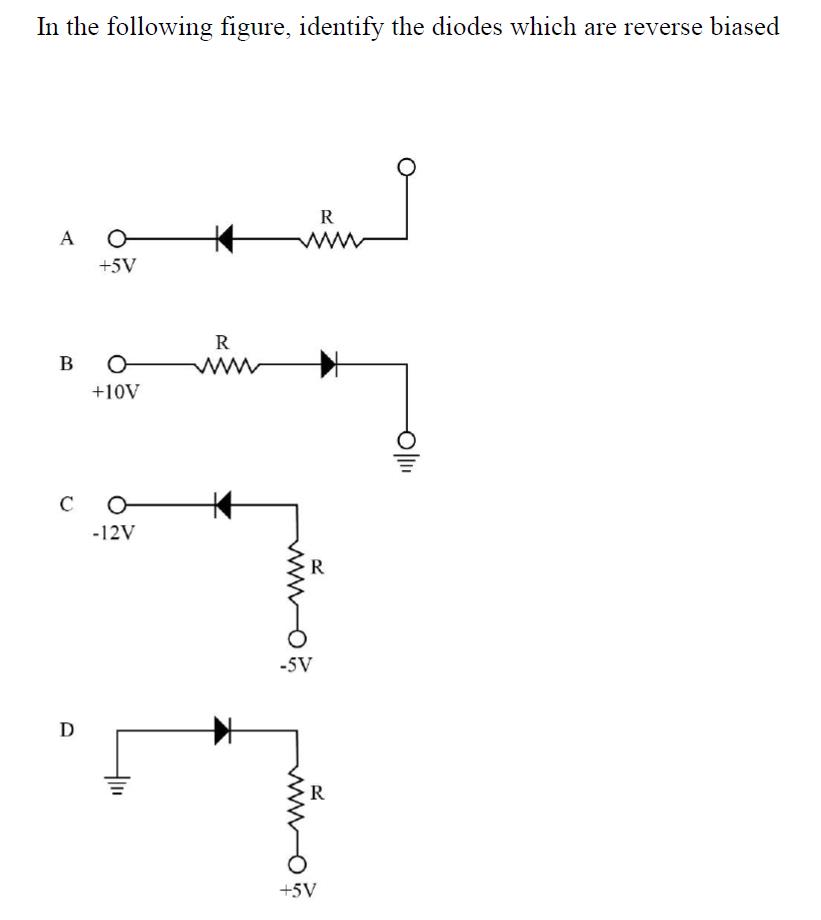 In the following figure, identify the diodes which are reverse biased
R
A
+5V
R
B
+10V
C
-12V
R
-5V
D
R
+5V